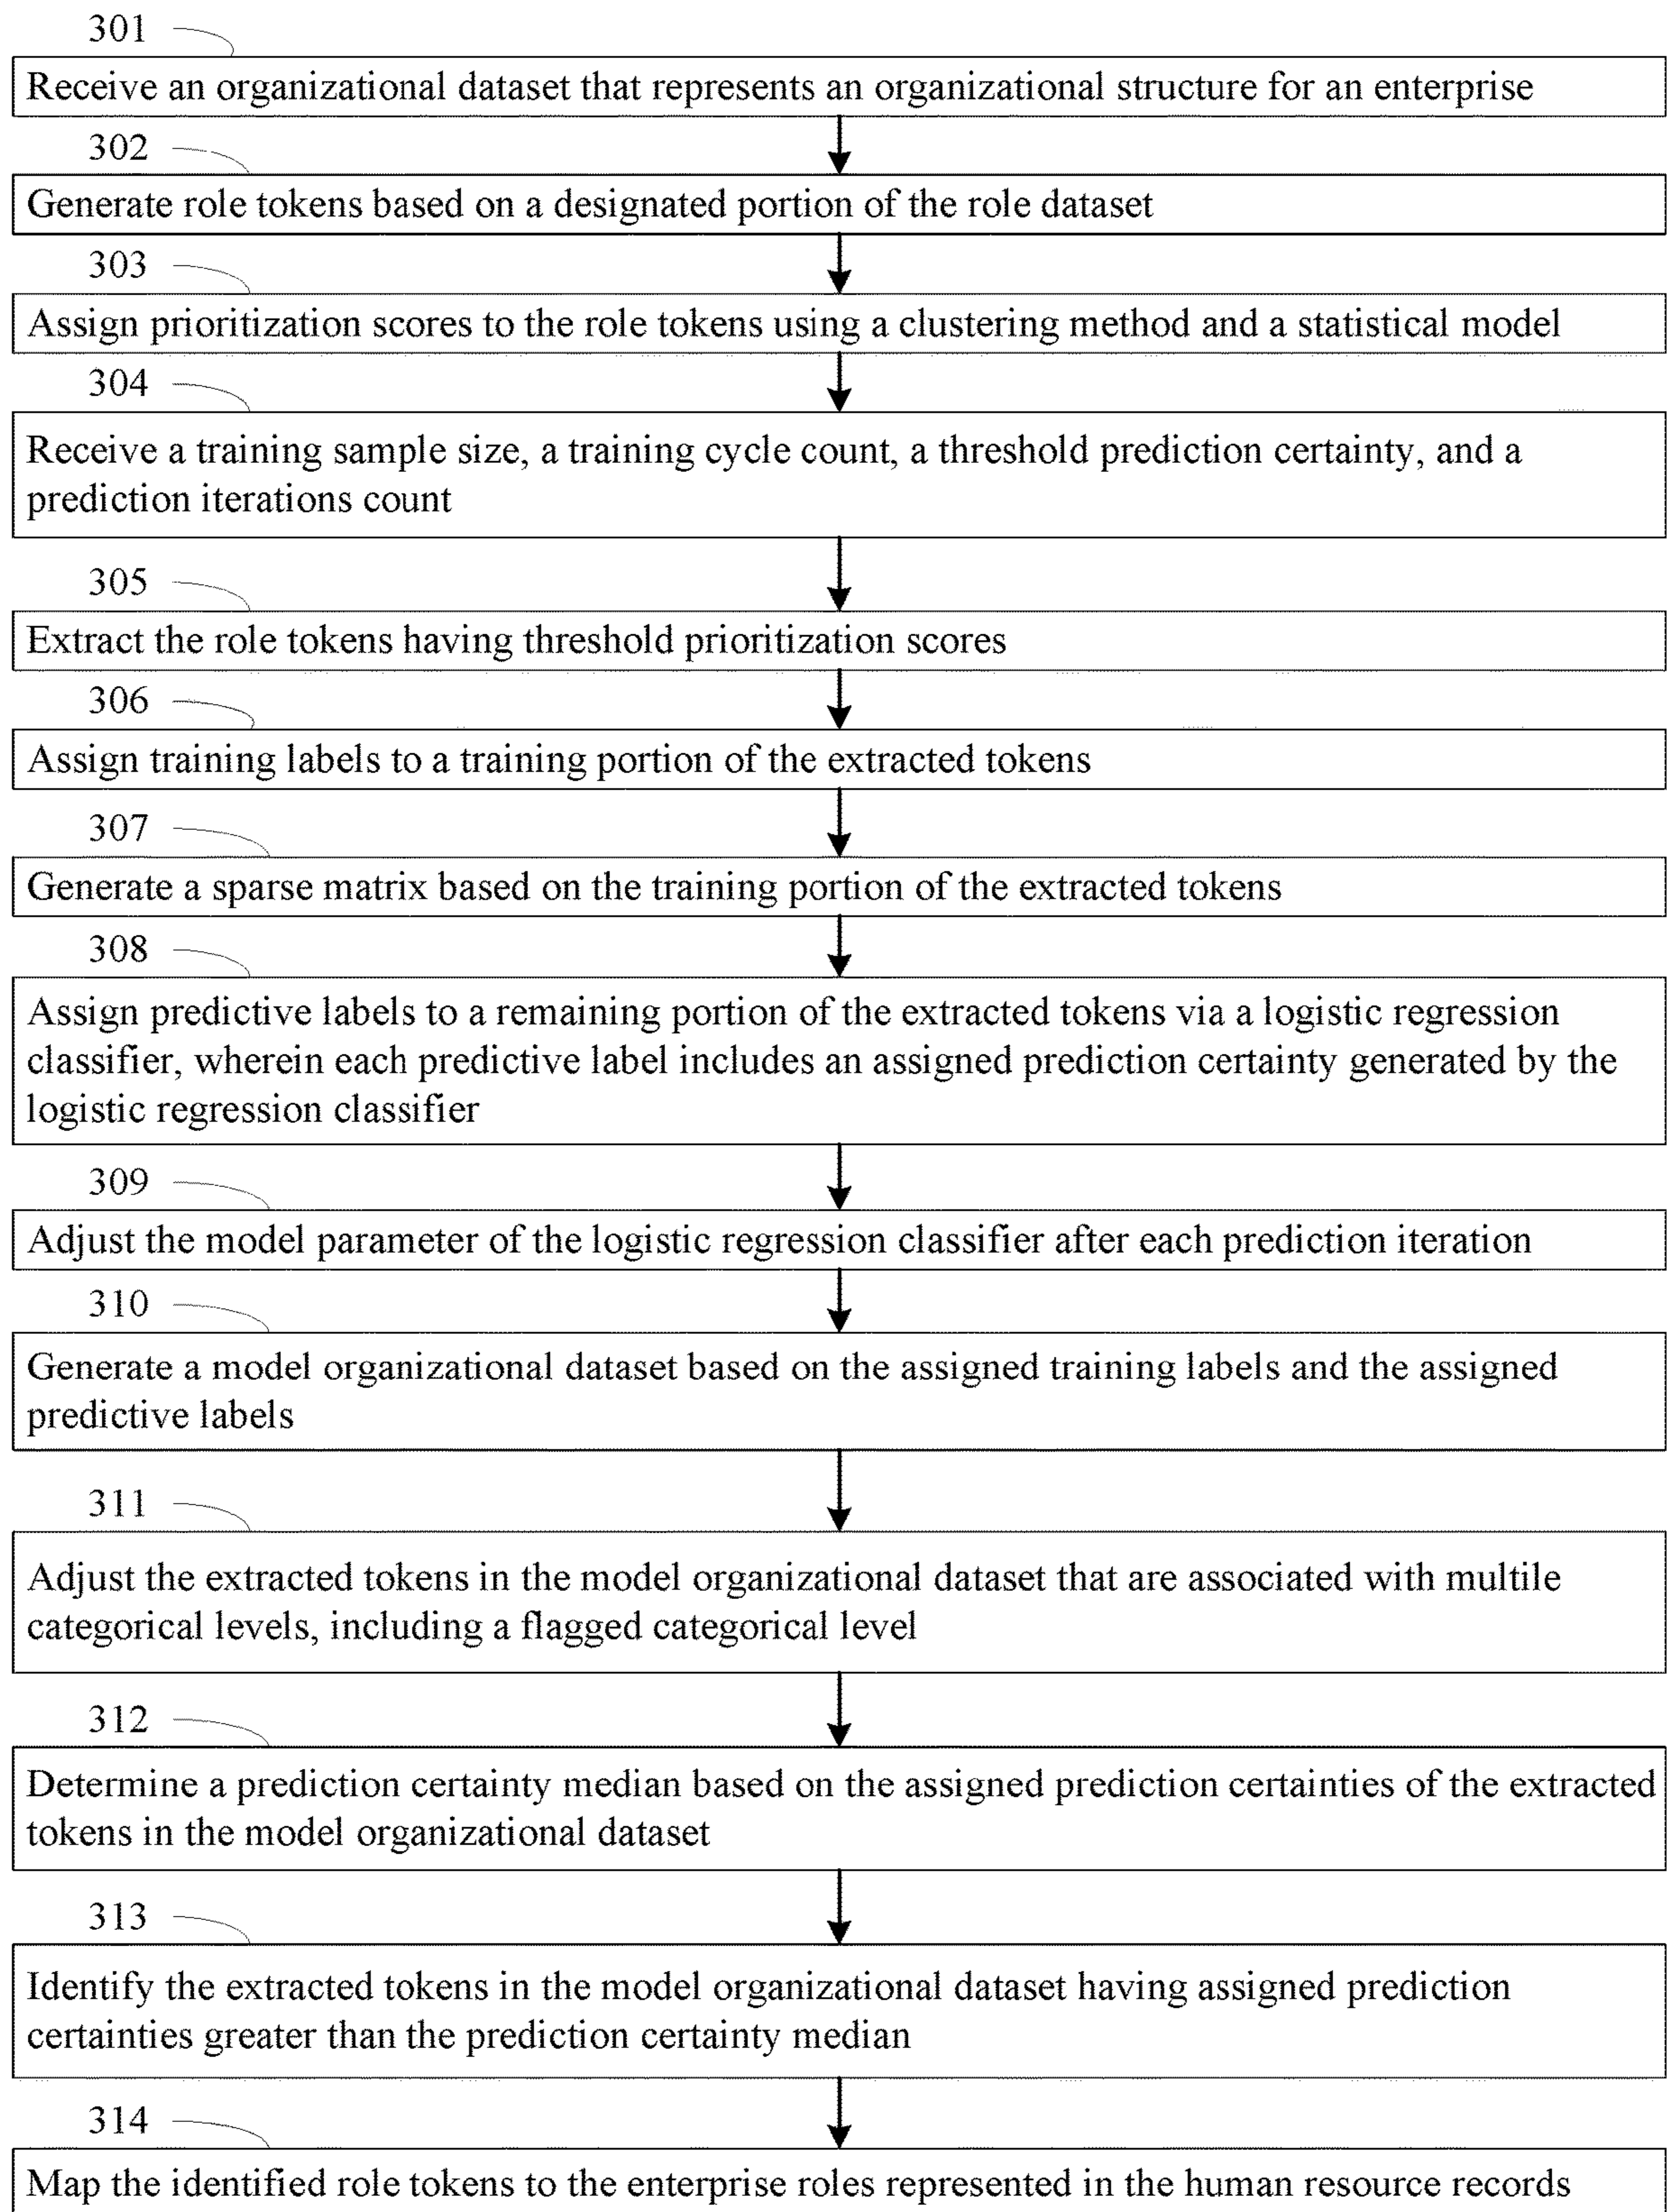 301
Receive an organizational dataset that represents an organizational structure for an enterprise
302
Generate role tokens based on a designated portion of the role dataset
303
Assign prioritization scores to the role tokens using a clustering method and a statistical model
304
Receive a training sample size, a training cycle count, a threshold prediction certainty, and a
prediction iterations count
305
Extract the role tokens having threshold prioritization scores
306
Assign training labels to a training portion of the extracted tokens
307
Generate a sparse matrix based on the training portion of the extracted tokens
308
Assign predictive labels to a remaining portion of the extracted tokens via a logistic regression
classifier, wherein each predictive label includes an assigned prediction certainty generated by the
logistic regression classifier
309
Adjust the model parameter of the logistic regression classifier after each prediction iteration
310
Generate a model organizational dataset based on the assigned training labels and the assigned
predictive labels
311
Adjust the extracted tokens in the model organizational dataset that are associated with multile
categorical levels, including a flagged categorical level
312
Determine a prediction certainty median based on the assigned prediction certainties of the extracted
tokens in the model organizational dataset
313
Identify the extracted tokens in the model organizational dataset having assigned prediction
certainties greater than the prediction certainty median
314
Map the identified role tokens to the enterprise roles represented in the human resource records